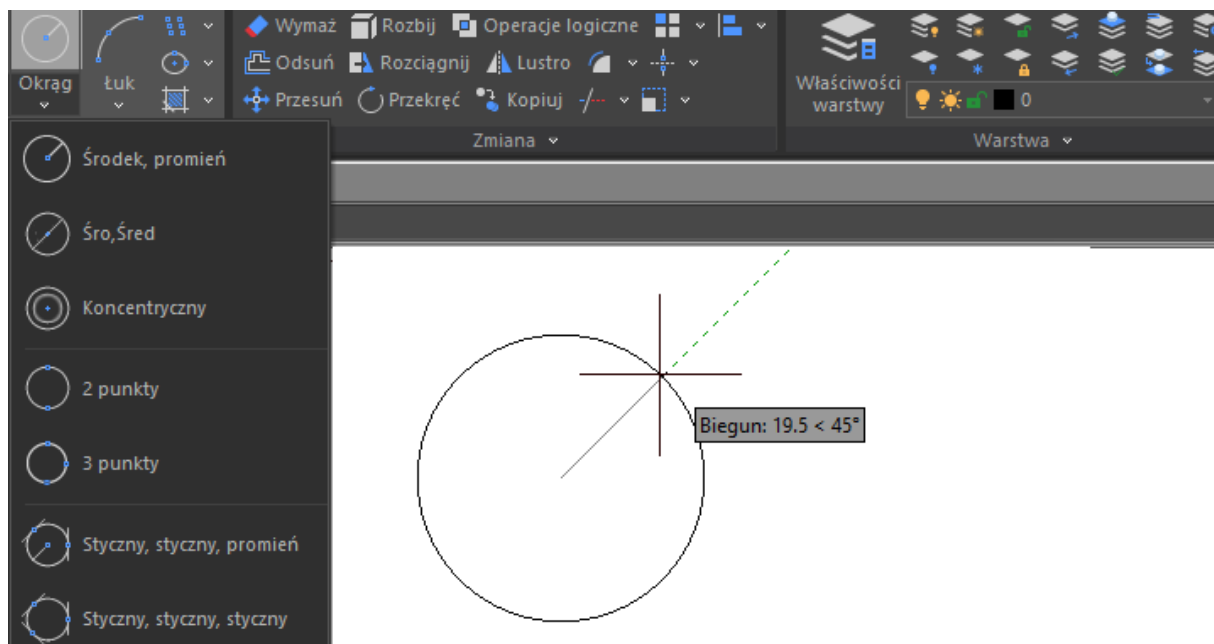 Okrąg
Łuk
Wymaż Rozbij Operacje logiczne
Odsuń Rozciągnij Lustro
Przesuń Przekręć Kopiuj
Zmiana
Właściwości
warstwy
0
Warstwa
Środek, promień
Śro,Śred
Koncentryczny
2 punkty
3 punkty
Styczny, styczny, promień
Styczny, styczny, styczny
Biegun: 19.5 < 45°